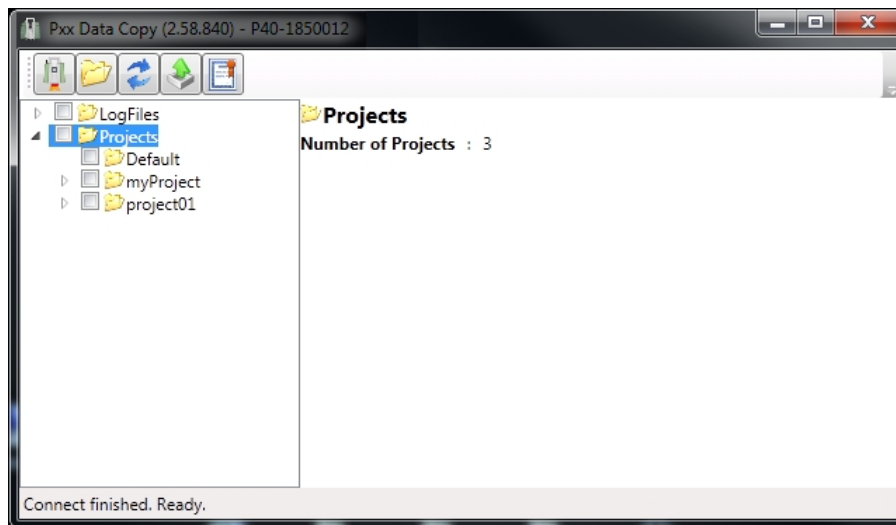 Pxx Data Copy (2.58.840) - P40-1850012
LogFiles
Projects
Default
myProject
project01
Projects
Number of Projects : 3
Connect finished. Ready.